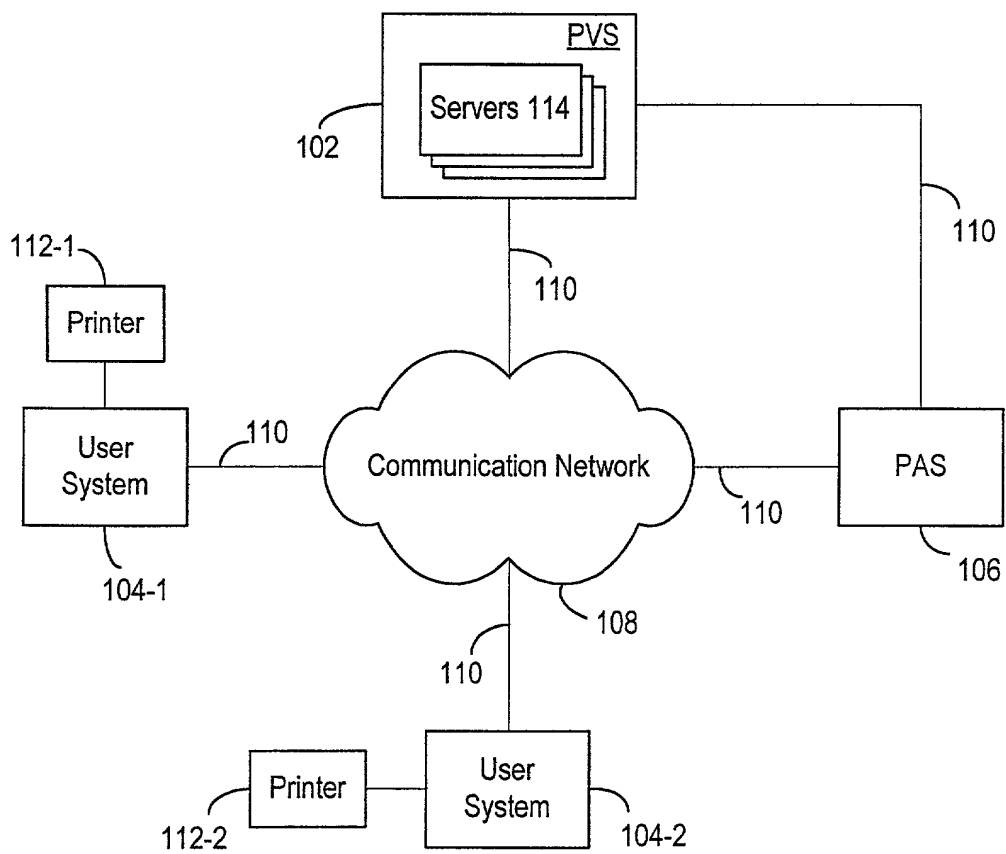 PVS
Servers 114
102
110
112-1
110
Printer
User
System
110
Communication Network
PAS
110
104-1
106
108
110
Printer
User
System
112-2
104-2